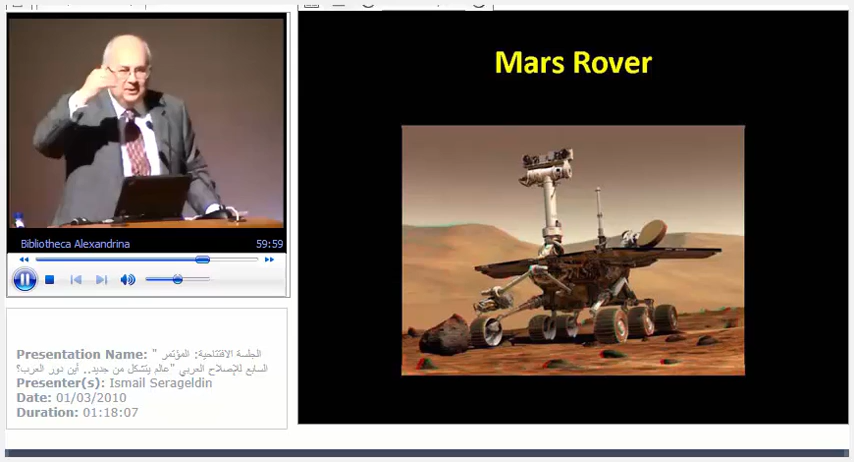 Mars Rover
Bibliotheca Alexandrina
59:59
Presentation Name: " الجلسة الافتتاحية: المؤتمر
السابع للإصلاح العربي "عالم يتشكل من جديد.. أين دور العرب؟
Presenter(s): Ismail Serageldin
Date: 01/03/2010
Duration: 01:18:07